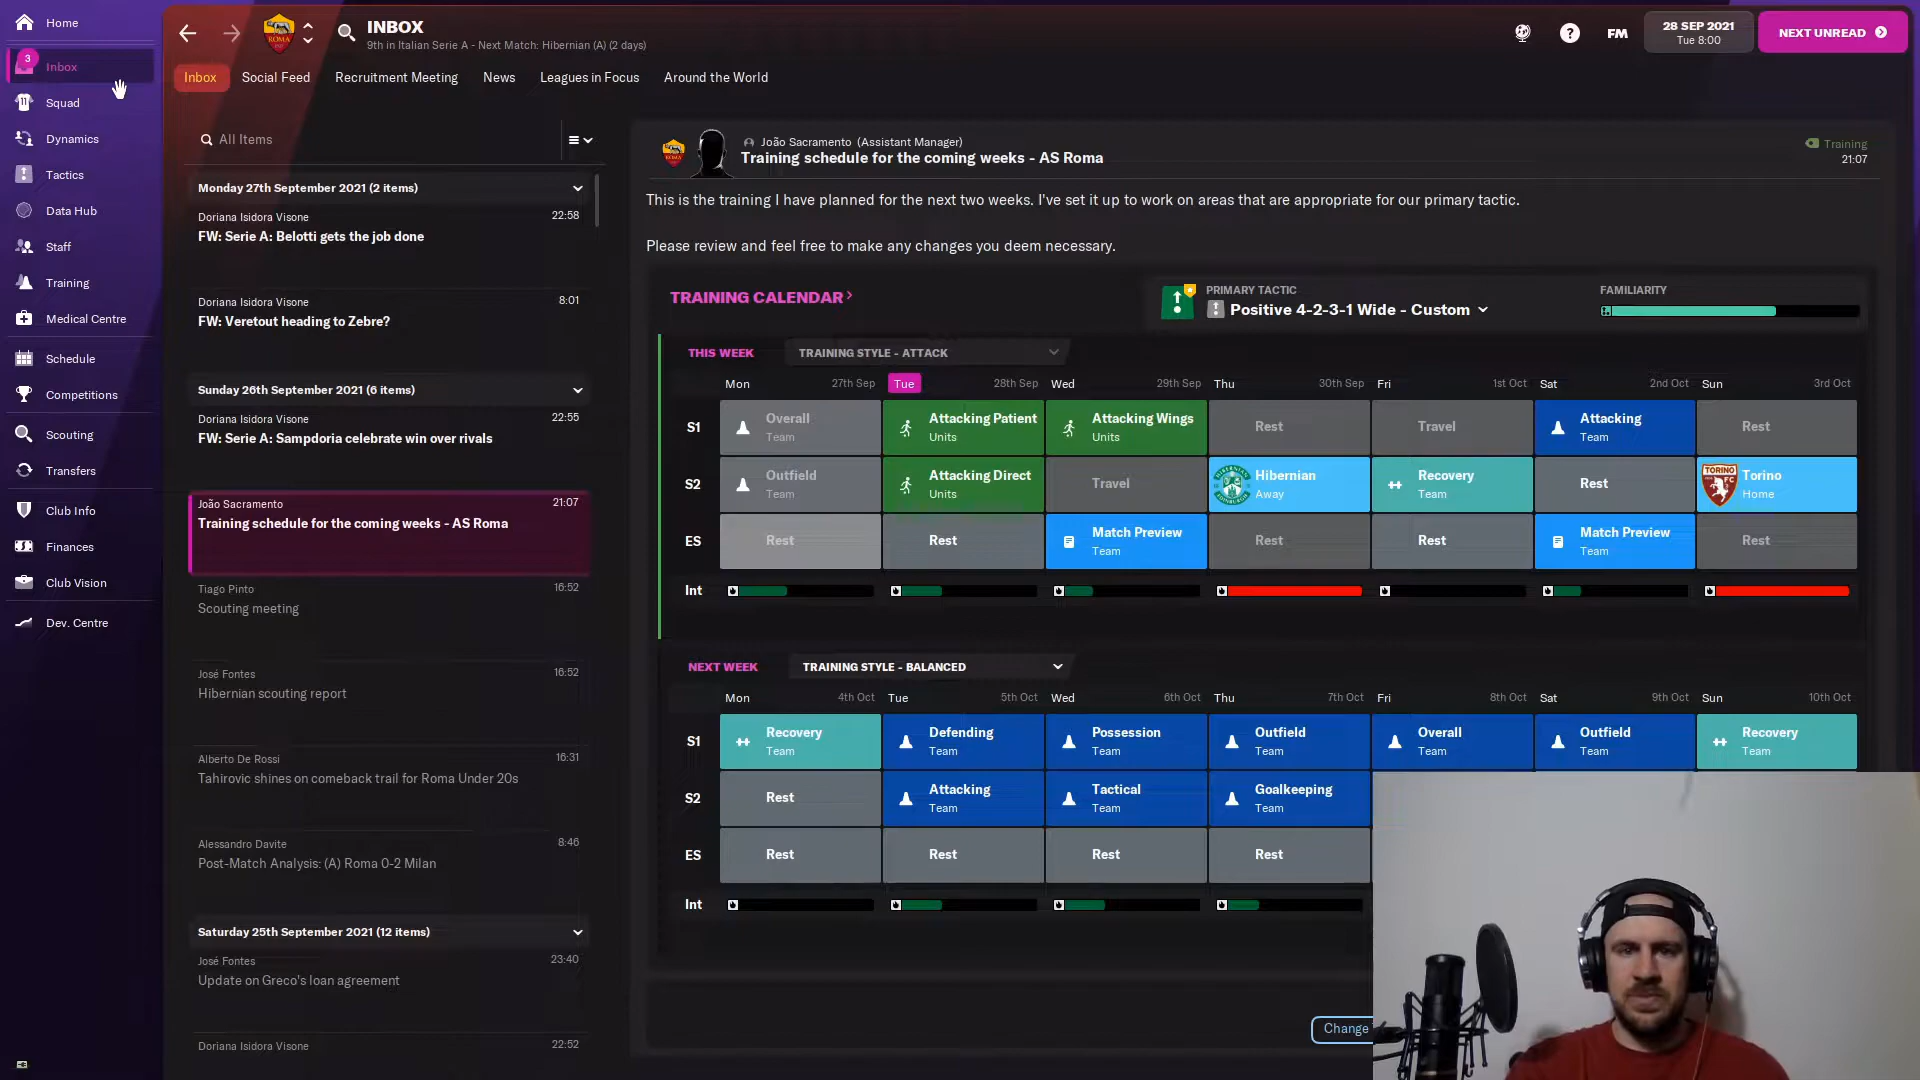 Home
3
Inbox
Squad
Dynamics
Tactics
Data Hub
Staff
Training
Medical Centre
Schedule
Competitions
Scouting
Transfers
Club Info
Finances
Club Vision
Dev. Centre
ROMA
INBOX
9th in Italian Serie A - Next Match: Hibernian (A) (2 days)
?
FM
28 SEP 2021
Tue 8:00
NEXT UNREAD
Inbox
Social Feed
Recruitment Meeting
News
Leagues in Focus
Around the World
All Items
Monday 27th September 2021 (2 items)
Doriana Isidora Visone 22:58
FW: Serie A: Belotti gets the job done
Doriana Isidora Visone 8:01
FW: Veretout heading to Zebre?
Sunday 26th September 2021 (6 items)
Doriana Isidora Visone 22:55
FW: Serie A: Sampdoria celebrate win over rivals
João Sacramento 21:07
Training schedule for the coming weeks - AS Roma
Tiago Pinto 16:52
Scouting meeting
José Fontes 16:52
Hibernian scouting report
Alberto De Rossi 16:31
Tahirovic shines on comeback trail for Roma Under 20s
Alessandro Davite 8:46
Post-Match Analysis: (A) Roma 0-2 Milan
Saturday 25th September 2021 (12 items)
José Fontes 23:40
Update on Greco's loan agreement
Doriana Isidora Visone 22:52
João Sacramento (Assistant Manager)
Training schedule for the coming weeks - AS Roma
Training
21:07
This is the training I have planned for the next two weeks. I've set it up to work on areas that are appropriate for our primary tactic.
Please review and feel free to make any changes you deem necessary.
TRAINING CALENDAR
PRIMARY TACTIC
Positive 4-2-3-1 Wide - Custom
FAMILIARITY
THIS WEEK
TRAINING STYLE - ATTACK
Mon 27th Sep Tue 28th Sep Wed 29th Sep Thu 30th Sep Fri 1st Oct Sat 2nd Oct Sun 3rd Oct
S1
Overall Attacking Patient Attacking Wings Rest Travel Attacking Rest
Team Units Units Team
S2
Outfield Attacking Direct Travel Hibernian Recovery Rest Torino
Team Units Away Team Home
ES
Rest Rest Match Preview Rest Rest Match Preview Rest
Team Team
Int
NEXT WEEK
TRAINING STYLE - BALANCED
Mon 4th Oct Tue 5th Oct Wed 6th Oct Thu 7th Oct Fri 8th Oct Sat 9th Oct Sun 10th Oct
S1
Recovery Defending Possession Outfield Overall Outfield Recovery
Team Team Team Team Team Team Team
S2
Rest Attacking Tactical Goalkeeping
Team Team Team
ES
Rest Rest Rest Rest
Int
Change